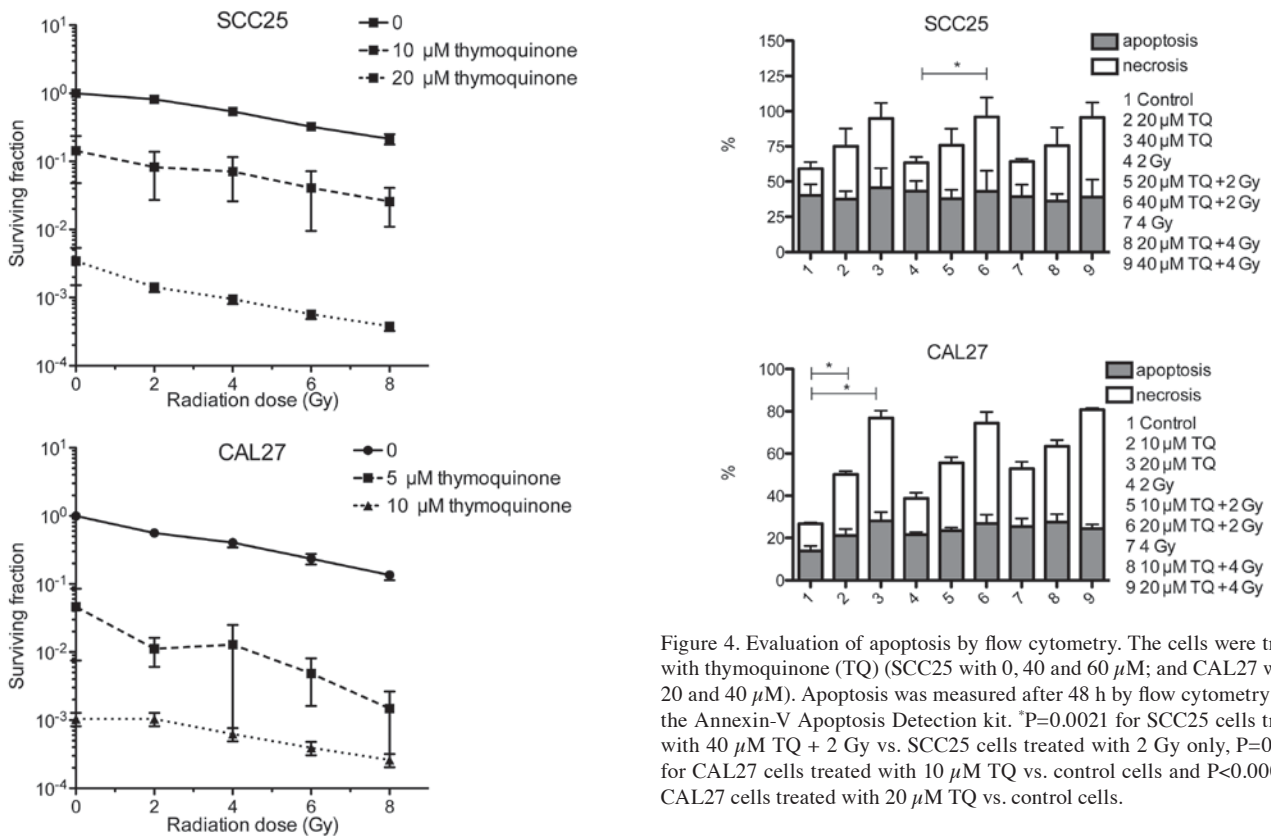 SCC25
0
10 µM thymoquinone
20 µM thymoquinone
10¹
10⁰
10⁻¹
10⁻²
10⁻³
10⁻⁴
Surviving fraction
0 2 4 6 8
Radiation dose (Gy)
CAL27
0
5 µM thymoquinone
10 µM thymoquinone
10¹
10⁰
10⁻¹
10⁻²
10⁻³
10⁻⁴
Surviving fraction
0 2 4 6 8
Radiation dose (Gy)
SCC25
apoptosis
necrosis
150
125
100
75
50
25
0
%
*
1 2 3 4 5 6 7 8 9
1 Control
2 20 µM TQ
3 40 µM TQ
4 2 Gy
5 20 µM TQ + 2 Gy
6 40 µM TQ + 2 Gy
7 4 Gy
8 20 µM TQ + 4 Gy
9 40 µM TQ + 4 Gy
CAL27
apoptosis
necrosis
100
80
60
40
20
0
%
*
*
1 2 3 4 5 6 7 8 9
1 Control
2 10 µM TQ
3 20 µM TQ
4 2 Gy
5 10 µM TQ + 2 Gy
6 20 µM TQ + 2 Gy
7 4 Gy
8 10 µM TQ + 4 Gy
9 20 µM TQ + 4 Gy
Figure 4. Evaluation of apoptosis by flow cytometry. The cells were
with thymoquinone (TQ) (SCC25 with 0, 40 and 60 µM; and CAL27
20 and 40 µM). Apoptosis was measured after 48 h by flow cytometry
the Annexin-V Apoptosis Detection kit. *P=0.0021 for SCC25 cells
with 40 µM TQ + 2 Gy vs. SCC25 cells treated with 2 Gy only,
for CAL27 cells treated with 10 µM TQ vs. control cells and
CAL27 cells treated with 20 µM TQ vs. control cells.